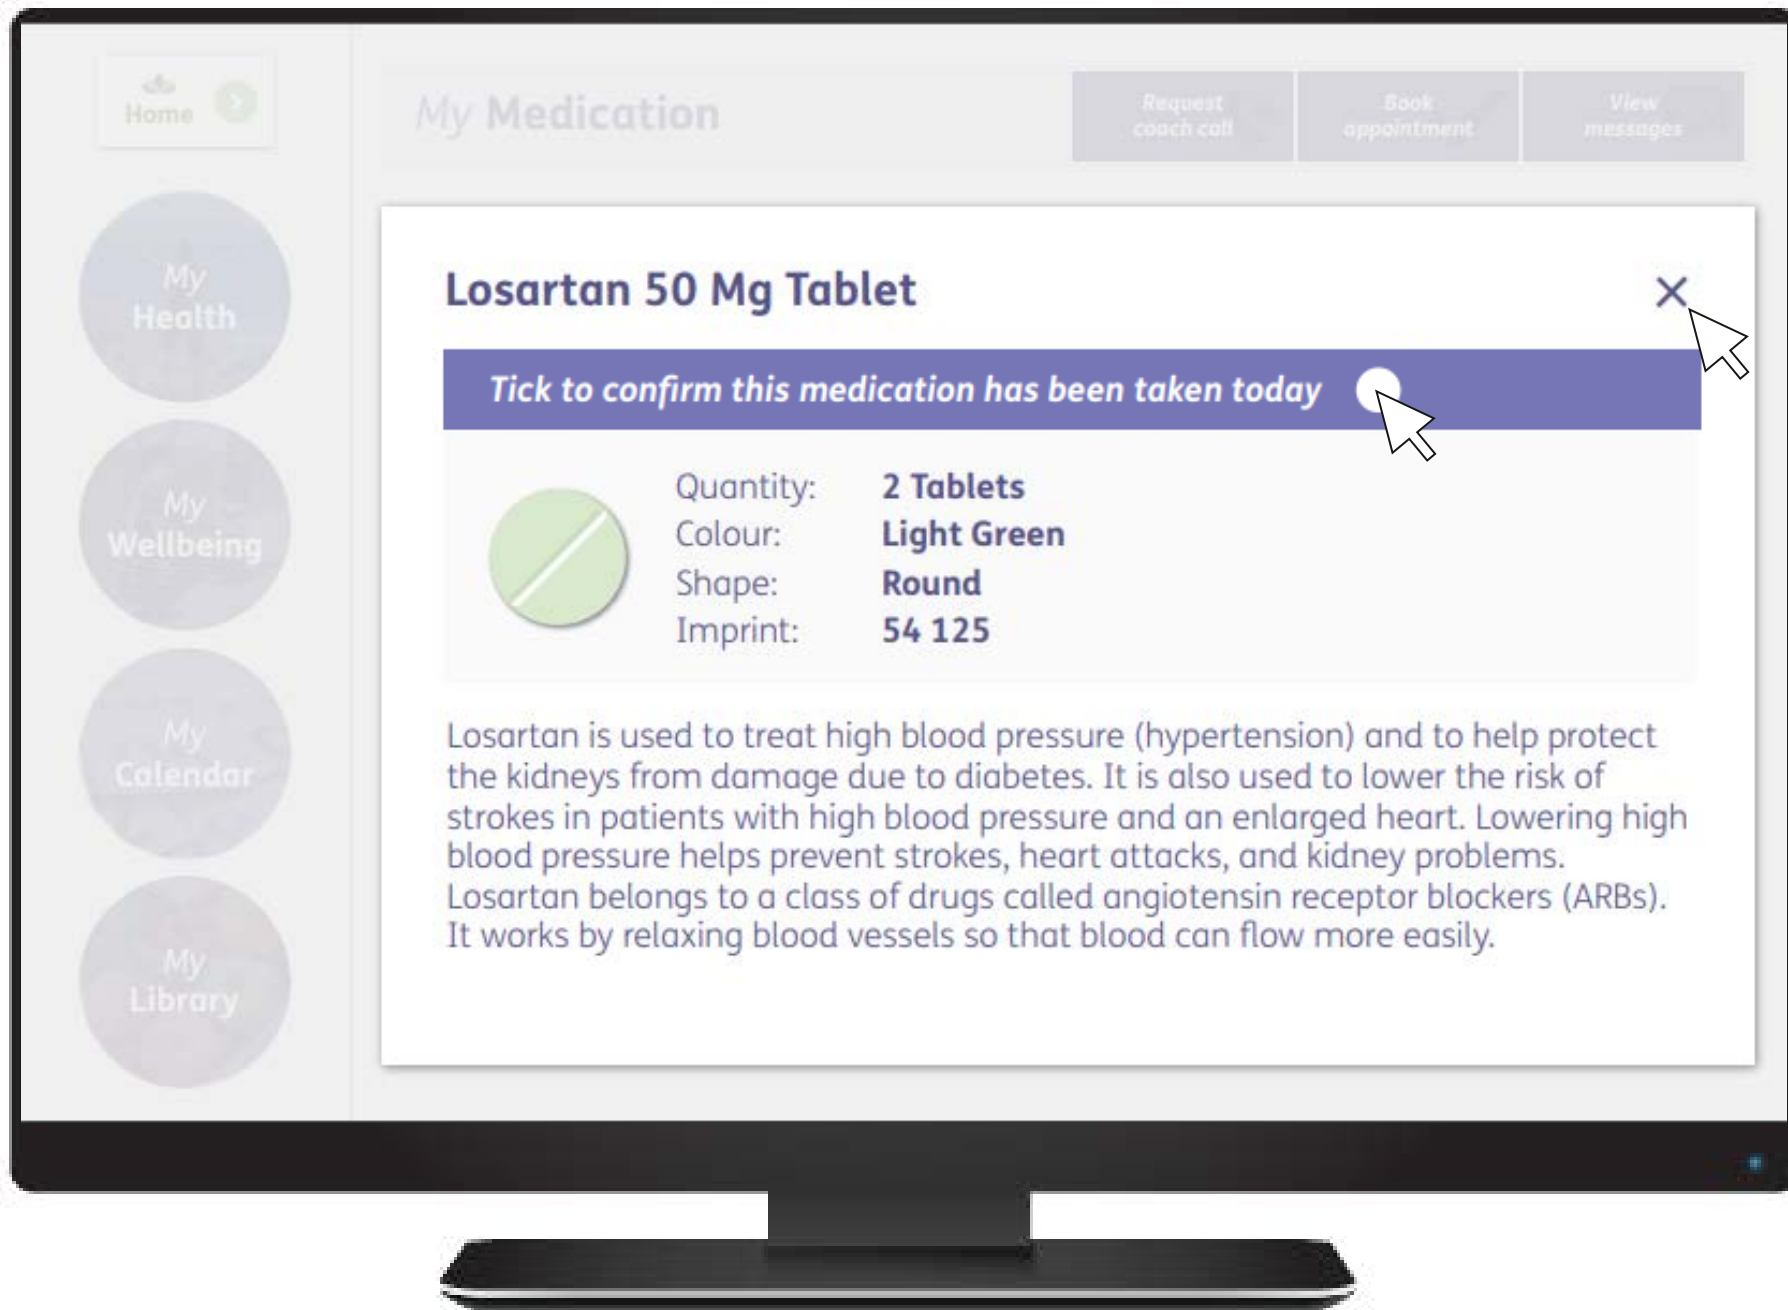 Home
My Medication
Request
coach call
Book
appointment
View
messages
My
Health
My
Wellbeing
My
Calendar
My
Library
Losartan 50 Mg Tablet
Tick to confirm this medication has been taken today
Quantity: 2 Tablets
Colour: Light Green
Shape: Round
Imprint: 54 125
Losartan is used to treat high blood pressure (hypertension) and to help protect
the kidneys from damage due to diabetes. It is also used to lower the risk of
strokes in patients with high blood pressure and an enlarged heart. Lowering high
blood pressure helps prevent strokes, heart attacks, and kidney problems.
Losartan belongs to a class of drugs called angiotensin receptor blockers (ARBs).
It works by relaxing blood vessels so that blood can flow more easily.